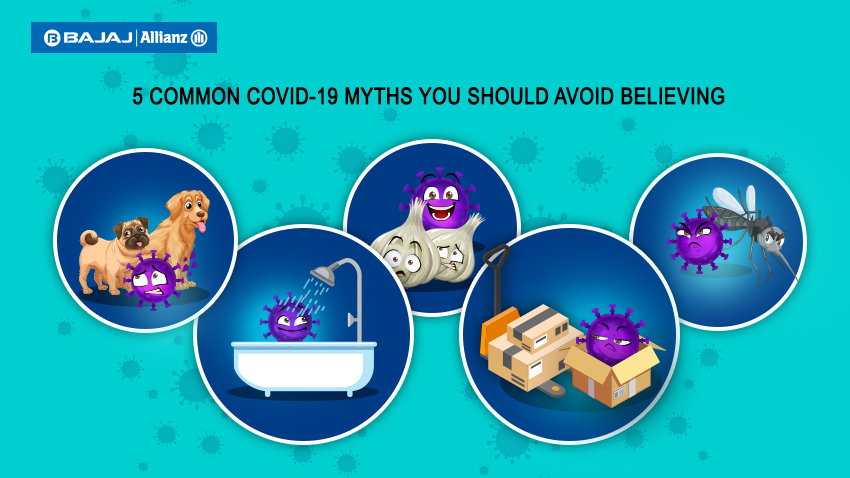 BAJAJ | Allianz
5 COMMON COVID-19 MYTHS YOU SHOULD AVOID BELIEVING